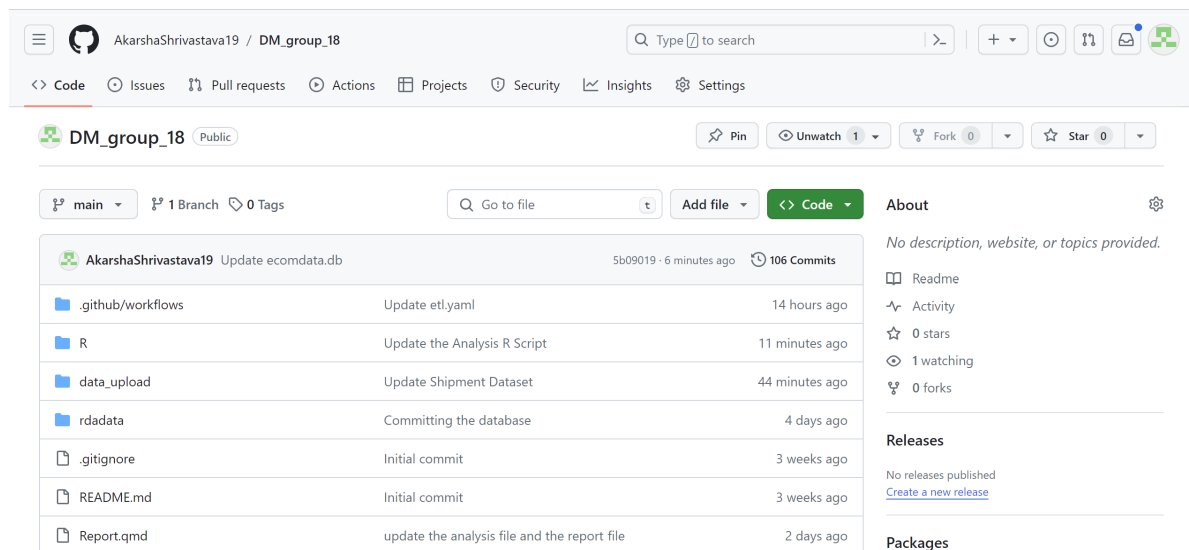 AkarshaShrivastava19 / DM_group_18 Type / to search
<> Code Issues Pull requests Actions Projects Security Insights Settings
DM_group_18 Public Pin Unwatch 1 Fork 0 Star 0
main 1 Branch 0 Tags Go to file t Add file <> Code
AkarshaShrivastava19 Update ecomdata.db 5b09019 · 6 minutes ago 106 Commits
.github/workflows Update etl.yaml 14 hours ago
R Update the Analysis R Script 11 minutes ago
data_upload Update Shipment Dataset 44 minutes ago
rdadata Committing the database 4 days ago
.gitignore Initial commit 3 weeks ago
README.md Initial commit 3 weeks ago
Report.qmd update the analysis file and the report file 2 days ago
About
No description, website, or topics provided.
Readme
Activity
0 stars
1 watching
0 forks
Releases
No releases published
Create a new release
Packages